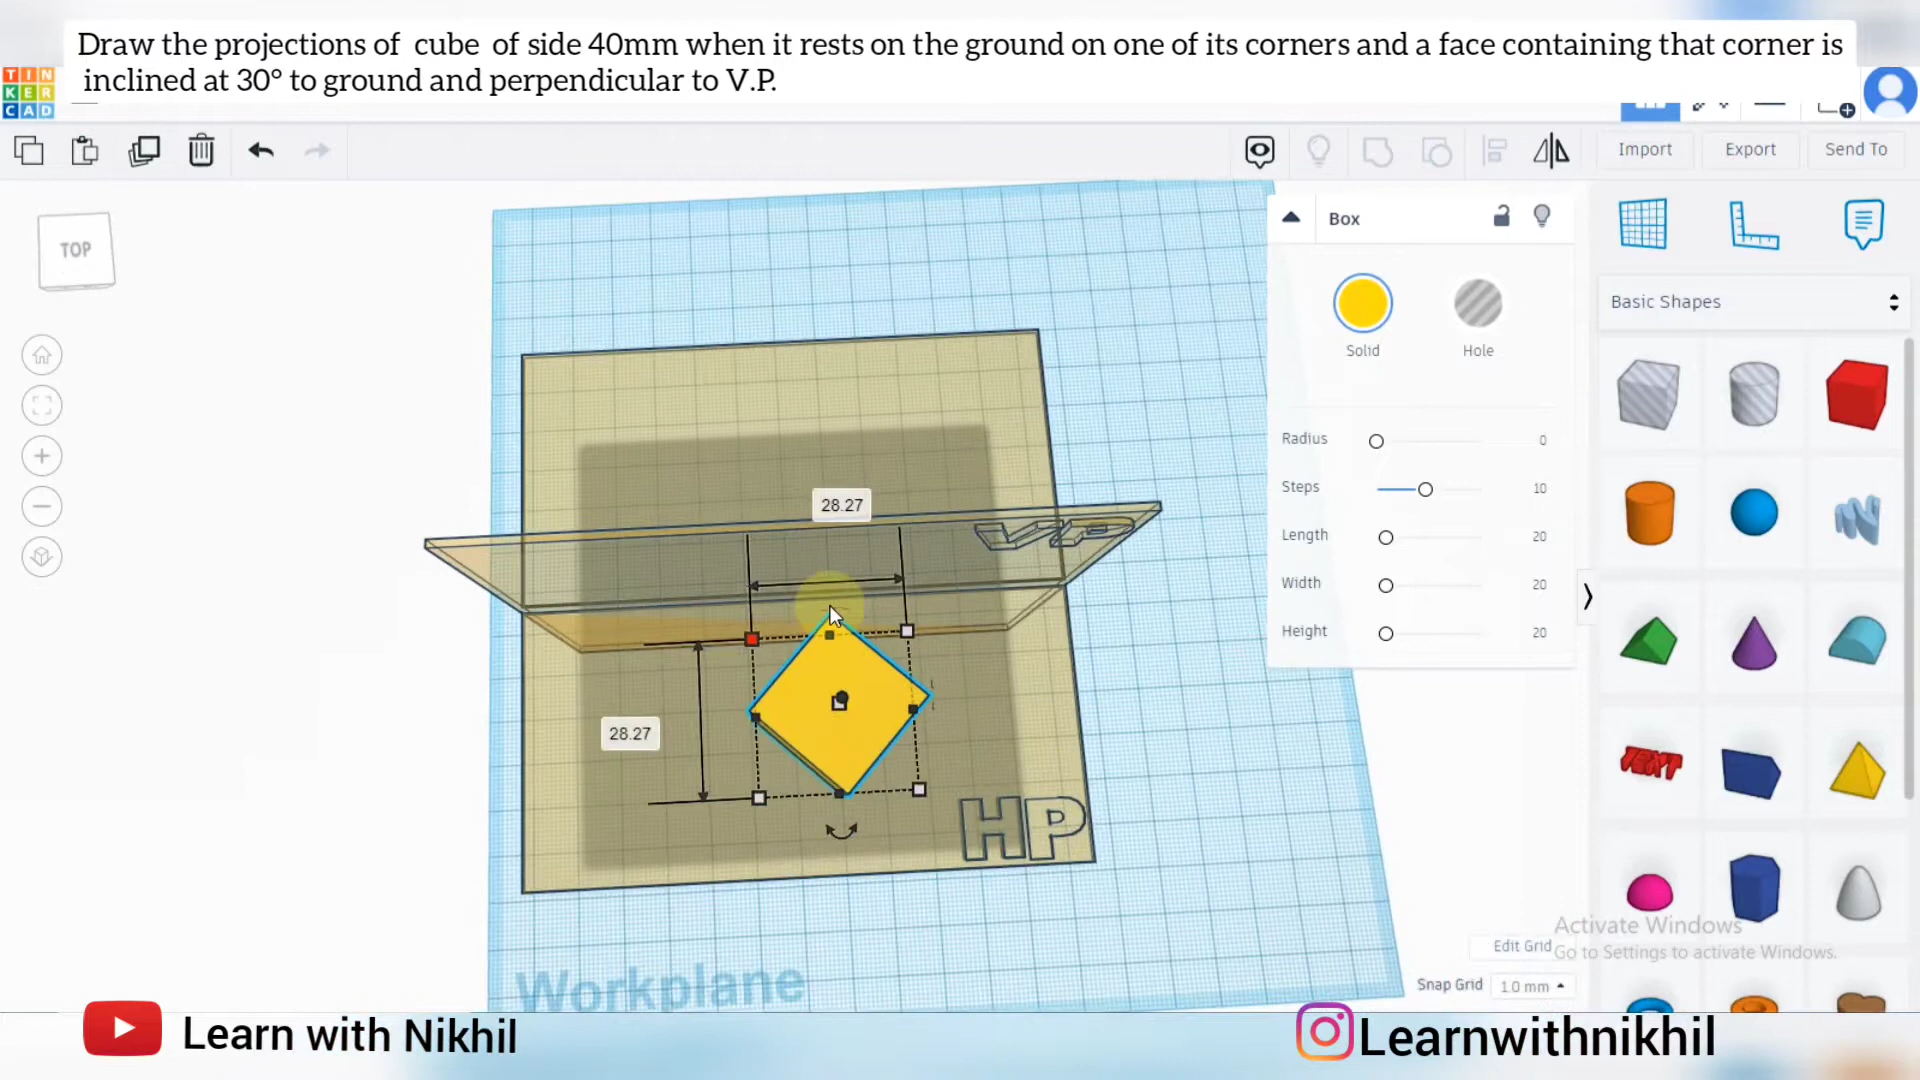 Draw the projections of cube of side 40mm when it rests on the ground on one of its corners and a face containing that corner is
inclined at 30° to ground and perpendicular to V.P.
TIN
KER
CAD
Import
Export
Send To
TOP
Box
Solid
Hole
Radius 0
Steps 10
Length 20
Width 20
Height 20
Basic Shapes
TEXT
28.27
28.27
VP
HP
Workplane
Activate Windows
Go to Settings to activate Windows.
Edit Grid
Snap Grid 1.0 mm
Learn with Nikhil
Learnwithnikhil